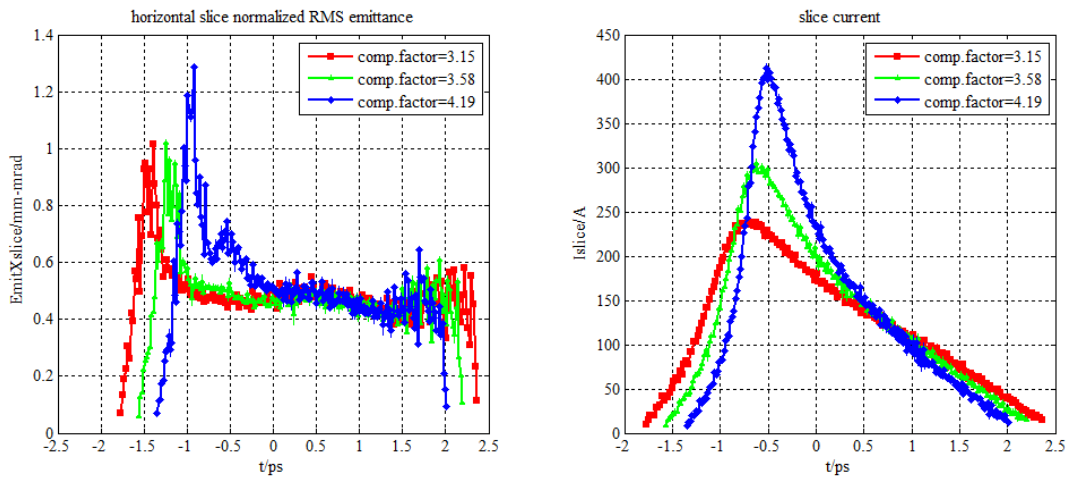 horizontal slice normalized RMS emittance
1.4
1.2
1
0.8
0.6
0.4
0.2
0
EmitXslice/mm-mrad
comp.factor=3.15
comp.factor=3.58
comp.factor=4.19
-2.5 -2 -1.5 -1 -0.5 0 0.5 1 1.5 2 2.5
t/ps
slice current
450
400
350
300
250
200
150
100
50
0
Islice/A
comp.factor=3.15
comp.factor=3.58
comp.factor=4.19
-2 -1.5 -1 -0.5 0 0.5 1 1.5 2 2.5
t/ps